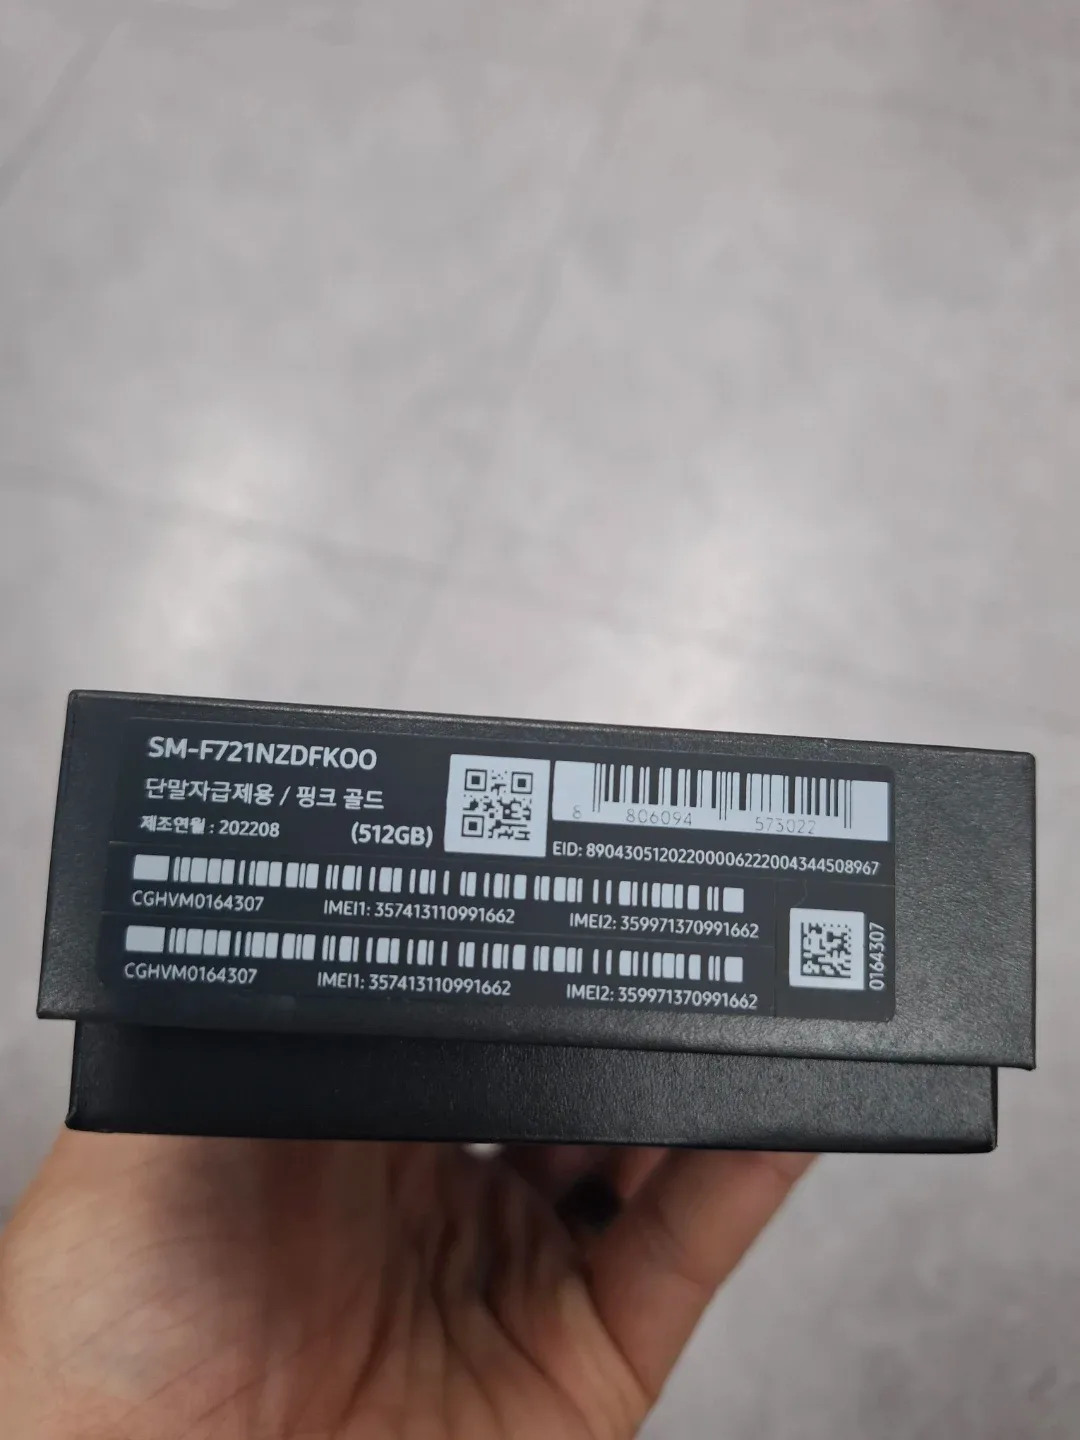 SM-F721NZDFKOO
단말자급제용 / 핑크 골드
제조연월 : 202208 (512GB)
8 806094 573022
EID: 89043051202200006222004344508967
CGHVM0164307 IMEI1: 357413110991662 IMEI2: 359971370991662
CGHVM0164307 IMEI1: 357413110991662 IMEI2: 359971370991662
0164307